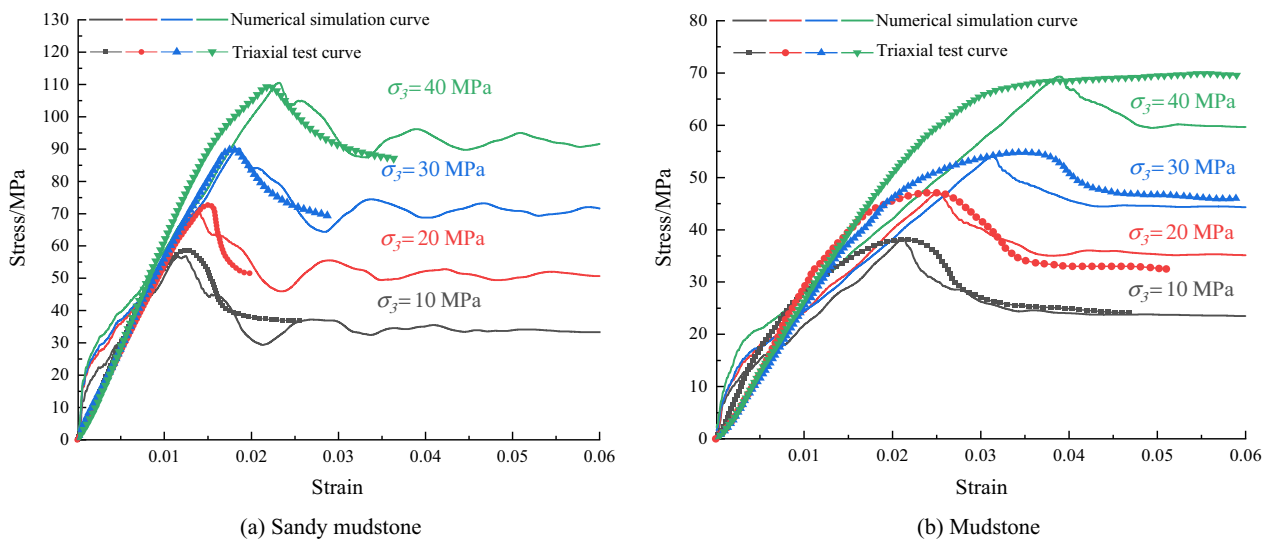 Numerical simulation curve
Triaxial test curve
130
120
110
100
90
80
70
60
50
40
30
20
10
0
Stress/MPa
σ3=40 MPa
σ3=30 MPa
σ3=20 MPa
σ3=10 MPa
0.01 0.02 0.03 0.04 0.05 0.06
Strain
(a) Sandy mudstone
Numerical simulation curve
Triaxial test curve
80
70
60
50
40
30
20
10
0
Stress/MPa
σ3=40 MPa
σ3=30 MPa
σ3=20 MPa
σ3=10 MPa
0.01 0.02 0.03 0.04 0.05 0.06
Strain
(b) Mudstone